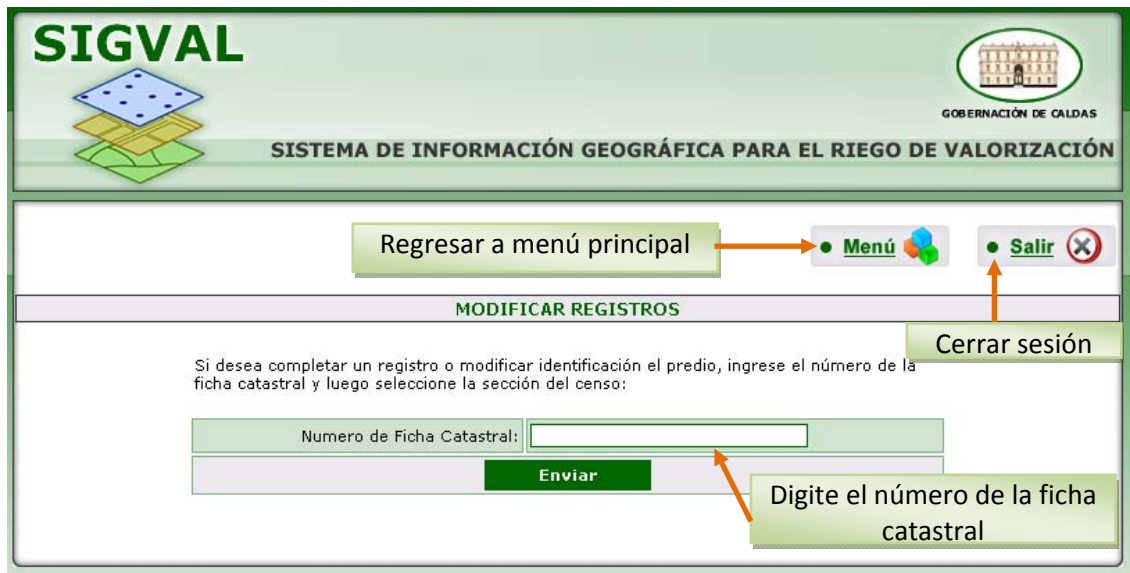 SIGVAL
GOBERNACIÓN DE CALDAS
SISTEMA DE INFORMACIÓN GEOGRÁFICA PARA EL RIEGO DE VALORIZACIÓN
Regresar a menú principal
Menú
Salir
MODIFICAR REGISTROS
Cerrar sesión
Si desea completar un registro o modificar identificación el predio, ingrese el número de la
ficha catastral y luego seleccione la sección del censo:
Numero de Ficha Catastral:
Enviar
Digite el número de la ficha
catastral